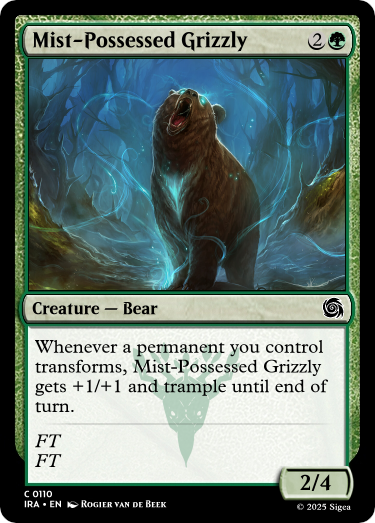 Mist-Possessed Grizzly 2
Creature — Bear
Whenever a permanent you control
transforms, Mist-Possessed Grizzly
gets +1/+1 and trample until end of
turn.
FT
FT
2/4
C 0110
IRA • EN Rogier van de Beek
© 2025 Sigea